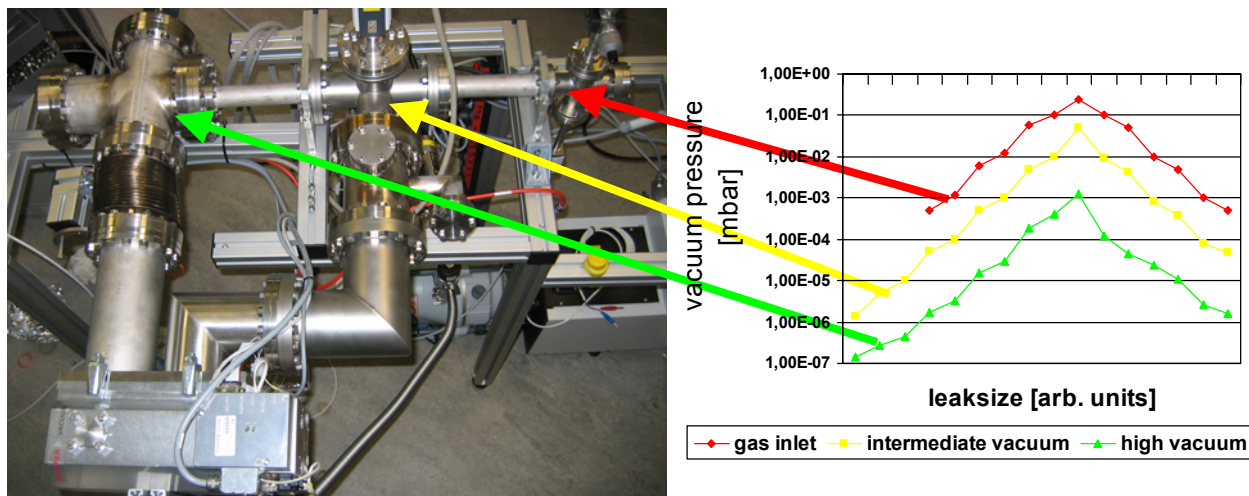 1,00E+00
1,00E-01
1,00E-02
1,00E-03
1,00E-04
1,00E-05
1,00E-06
1,00E-07
vacuum pressure
[mbar]
leaksize [arb. units]
gas inlet
intermediate vacuum
high vacuum